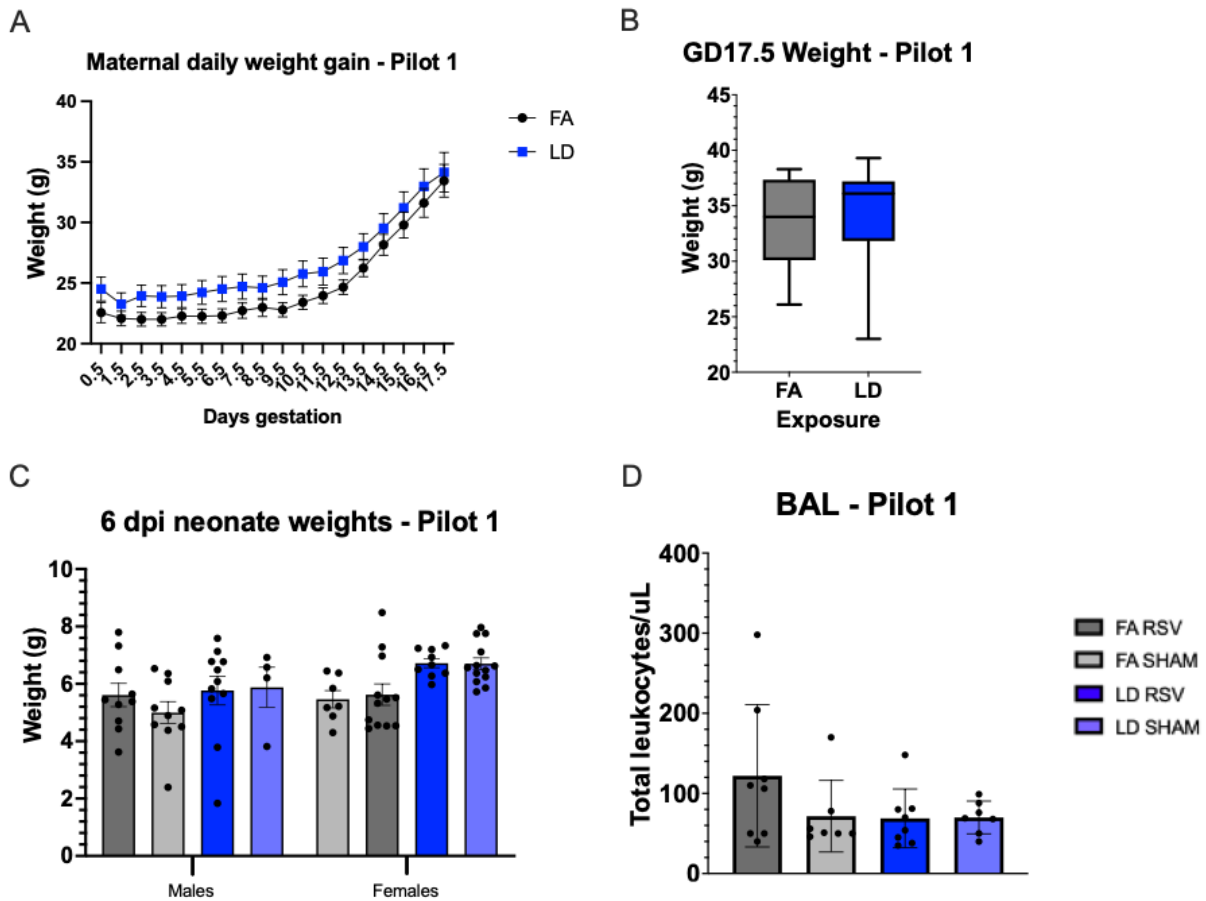 A
Maternal daily weight gain - Pilot 1
40
35
30
25
20
Weight (g)
0.5
1.5
2.5
3.5
4.5
5.5
6.5
7.5
8.5
9.5
10.5
11.5
12.5
13.5
14.5
15.5
16.5
17.5
Days gestation
FA
LD
B
GD17.5 Weight - Pilot 1
45
40
35
30
25
20
Weight (g)
FA LD
Exposure
C
6 dpi neonate weights - Pilot 1
10
8
6
4
2
0
Weight (g)
Males Females
D
BAL - Pilot 1
400
300
200
100
0
Total leukocytes/uL
FA RSV
FA SHAM
LD RSV
LD SHAM